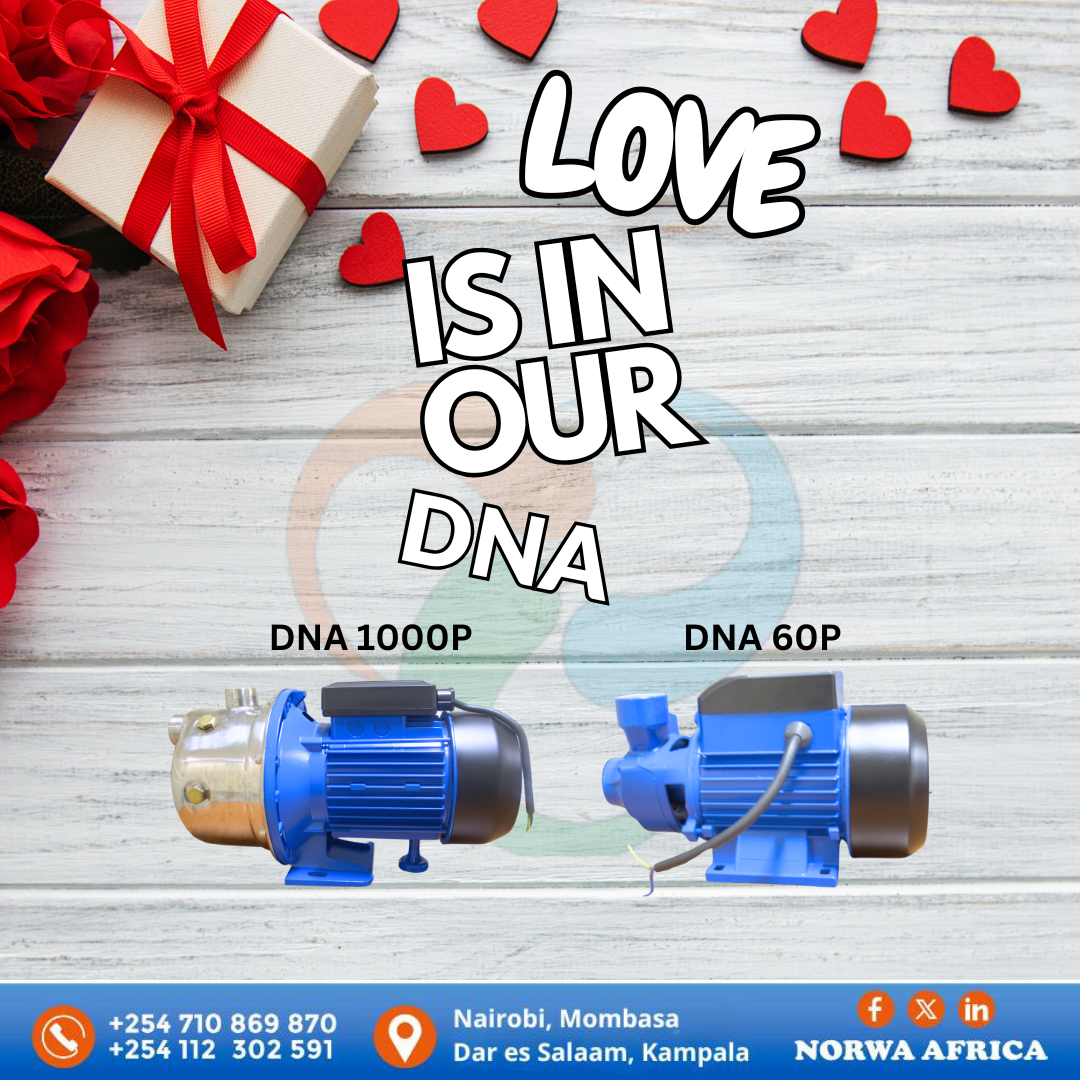 LOVE
IS IN
OUR
DNA
DNA 1000P
DNA 60P
+254 710 869 870
+254 112 302 591
Nairobi, Mombasa
Dar es Salaam, Kampala
NORWA AFRICA